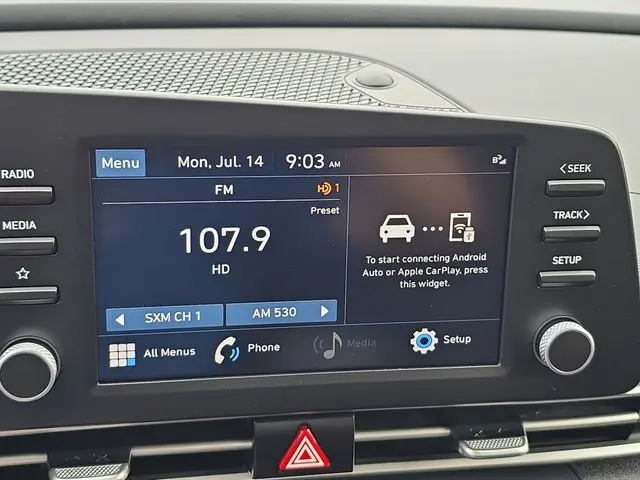 RADIO
MEDIA
Menu
Mon, Jul. 14
9:03 AM
FM
HD 1
Preset
107.9
HD
SXM CH 1
AM 530
To start connecting Android
Auto or Apple CarPlay, press
this widget.
All Menus
Phone
Media
Setup
<SEEK
TRACK>
SETUP